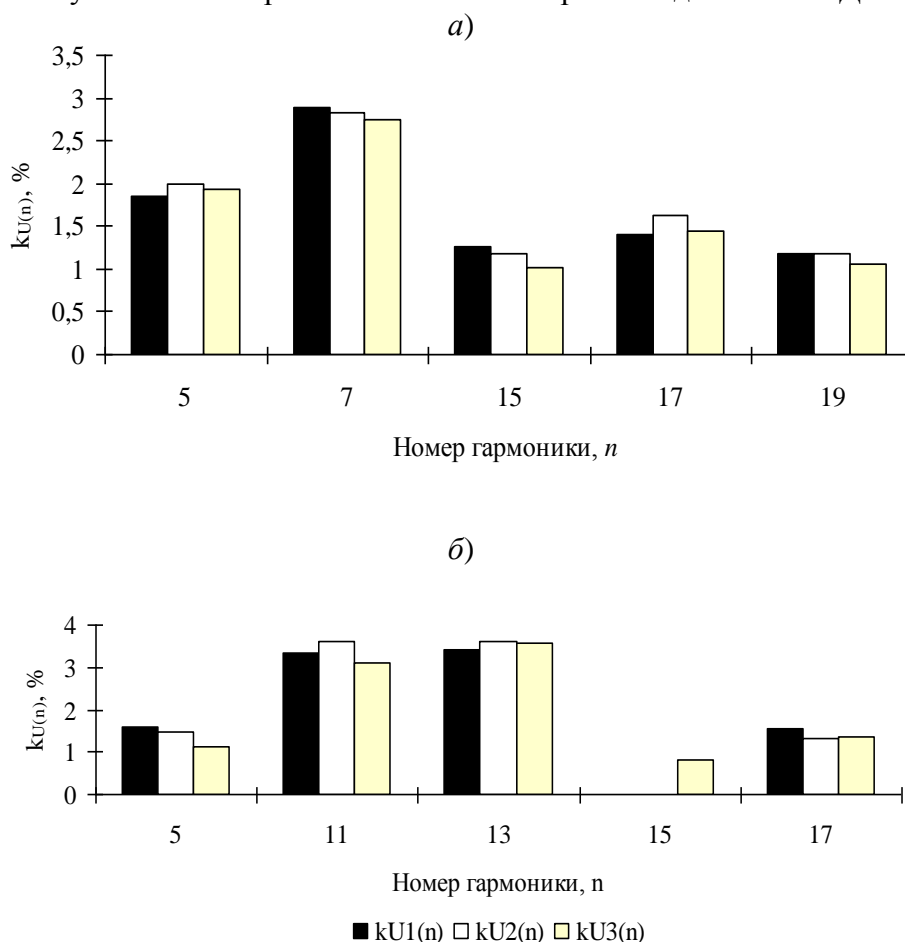 а)
3,5
3
2,5
2
1,5
1
0,5
0
kU(n), %
5 7 15 17 19
Номер гармоники, n
б)
4
3
2
1
0
kU(n), %
5 11 13 15 17
Номер гармоники, n
kU1(n) kU2(n) kU3(n)